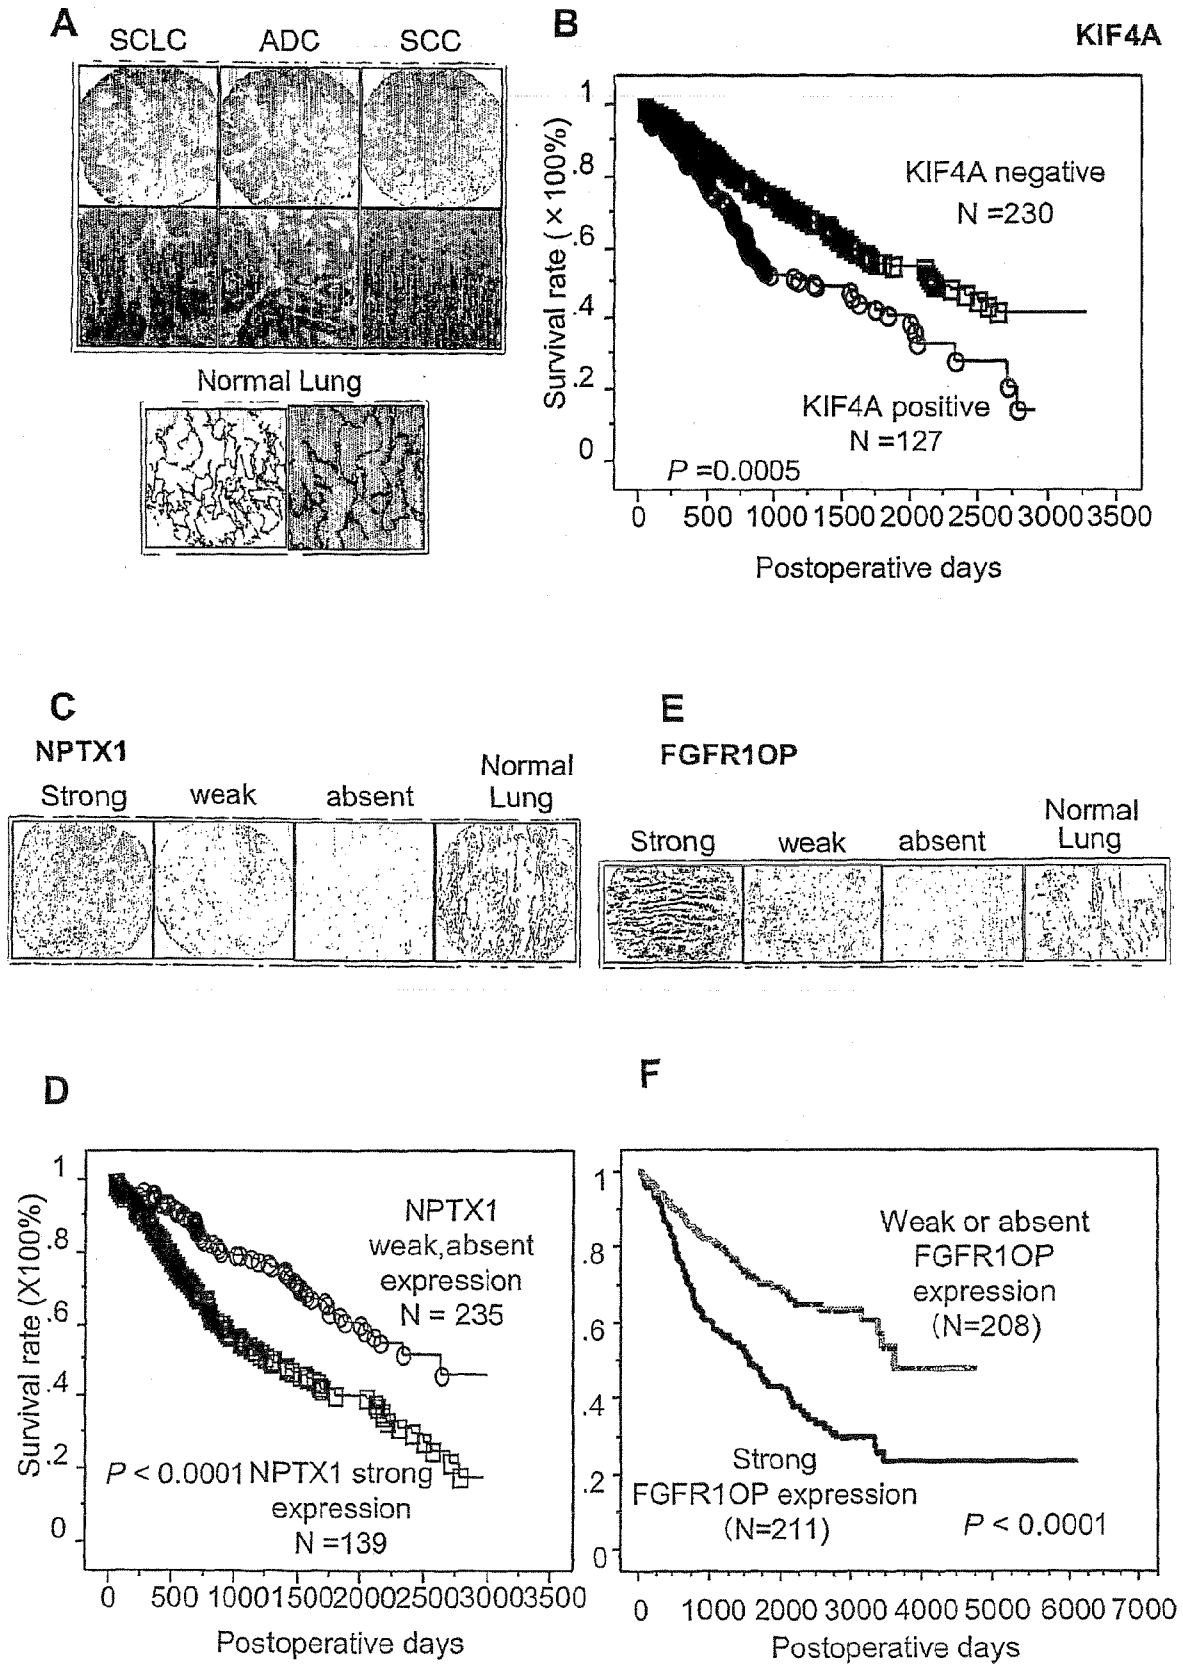 A
SCLC ADC SCC
Normal Lung
B
KIF4A
1
.8
.6
.4
.2
0
Survival rate (×100%)
KIF4A negative
N =230
KIF4A positive
N =127
P =0.0005
0 500 1000 1500 2000 2500 3000 3500
Postoperative days
C
NPTX1
Strong weak absent Normal
Lung
E
FGFR1OP
Strong weak absent Normal
Lung
D
1
.8
.6
.4
.2
0
Survival rate (X100%)
NPTX1
weak,absent
expression
N = 235
P < 0.0001 NPTX1 strong
expression
N =139
0 500 1000 1500 2000 2500 3000 3500
Postoperative days
F
1
.8
.6
.4
.2
0
Weak or absent
FGFR1OP
expression
(N=208)
Strong
FGFR1OP expression
(N=211)
P < 0.0001
0 1000 2000 3000 4000 5000 6000 7000
Postoperative days